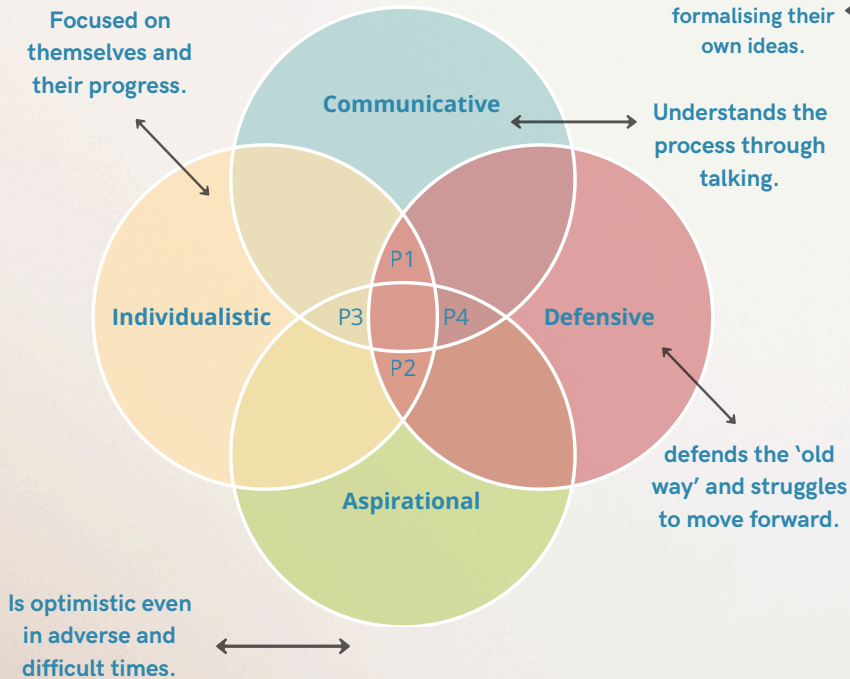 Focused on
themselves and
their progress.
formalising their
own ideas.
Communicative
Understands the
process through
talking.
P1
Individualistic
P3
P4
Defensive
P2
defends the ‘old
way’ and struggles
to move forward.
Aspirational
Is optimistic even
in adverse and
difficult times.